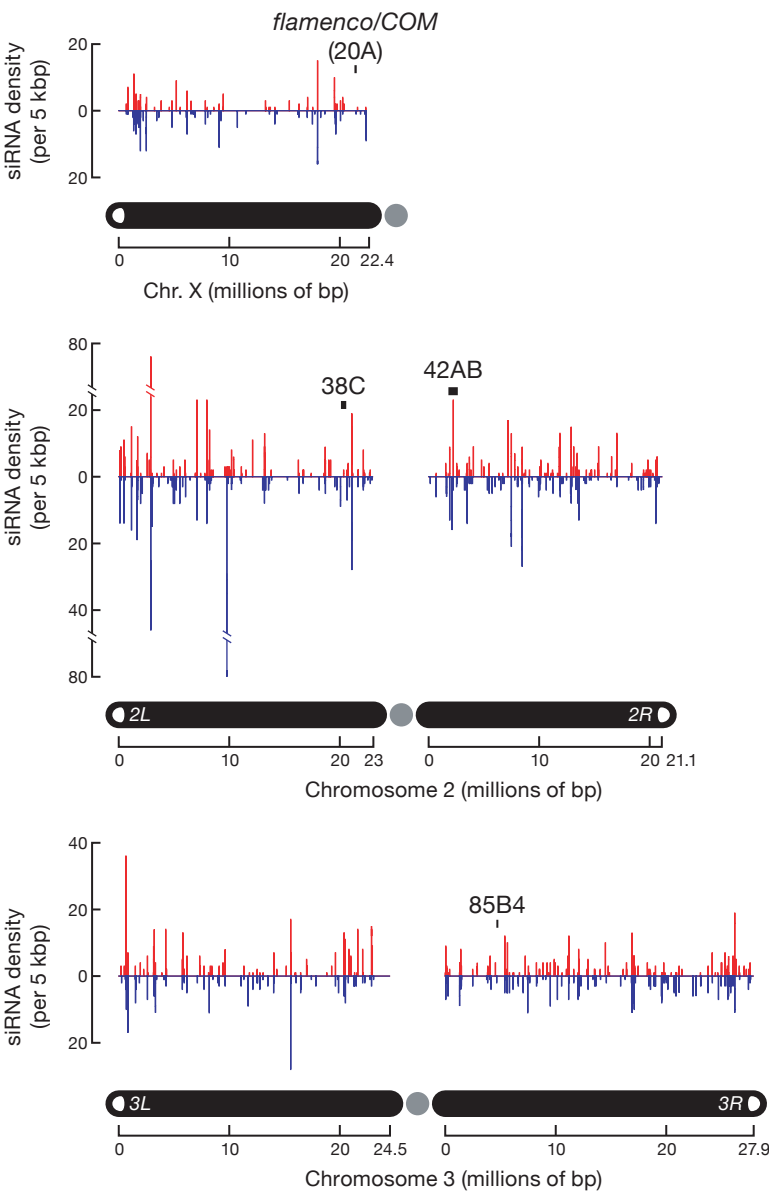 flamenco/COM
(20A)
siRNA density
(per 5 kbp)
20
0
20
0 10 20 22.4
Chr. X (millions of bp)
siRNA density
(per 5 kbp)
80
20
0
20
40
80
38C
42AB
2L
2R
0 10 20 23
0 10 20 21.1
Chromosome 2 (millions of bp)
siRNA density
(per 5 kbp)
40
20
0
20
85B4
3L
3R
0 10 20 24.5
0 10 20 27.9
Chromosome 3 (millions of bp)